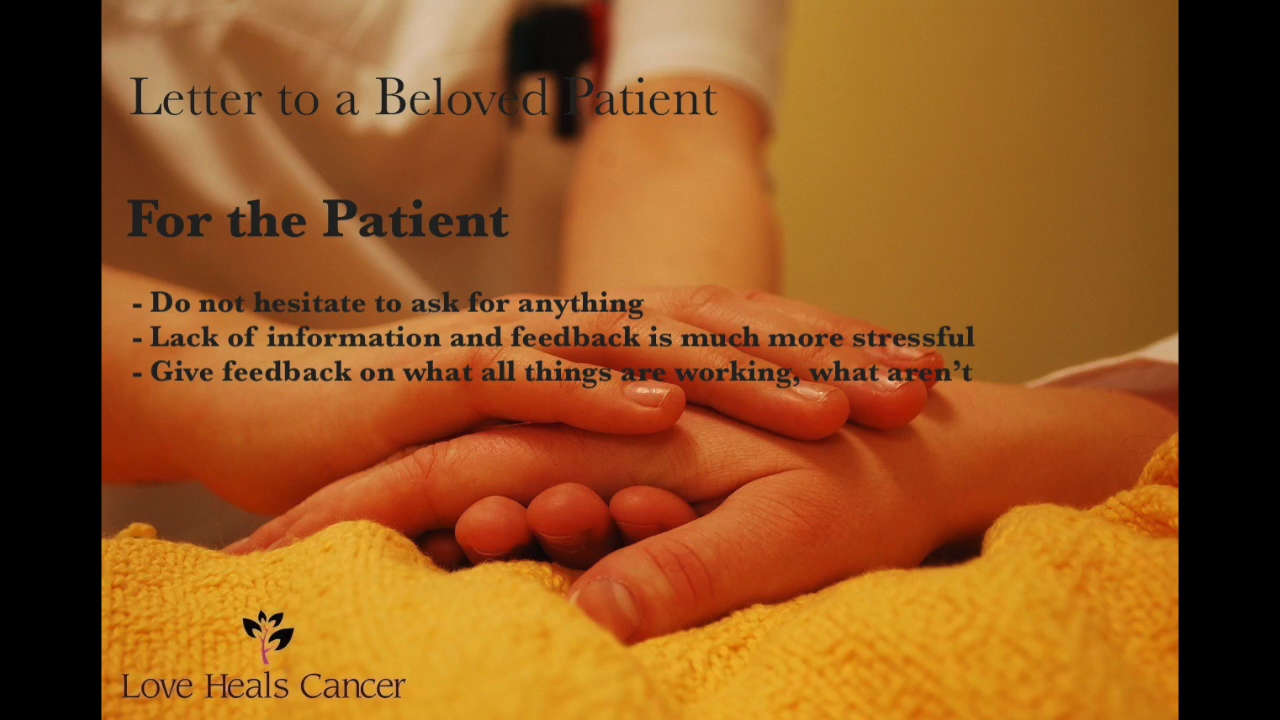 Letter to a Beloved Patient
For the Patient
- Do not hesitate to ask for anything
- Lack of information and feedback is much more stressful
- Give feedback on what all things are working, what aren’t
Love Heals Cancer